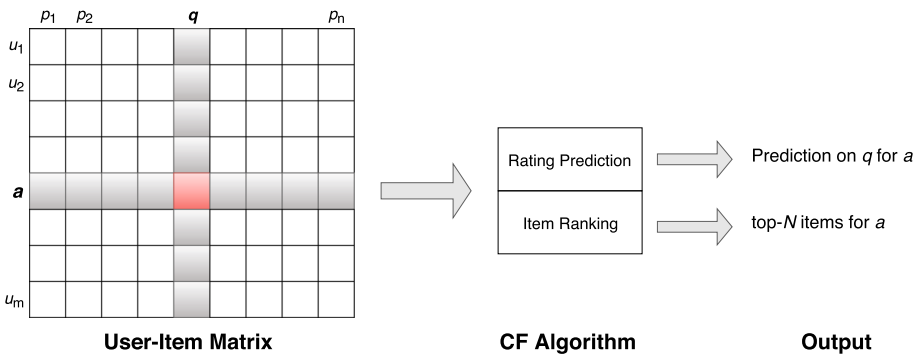 p1 p2 q pn
u1
u2
a
um
Rating Prediction
Item Ranking
Prediction on q for a
top-N items for a
User-Item Matrix
CF Algorithm
Output